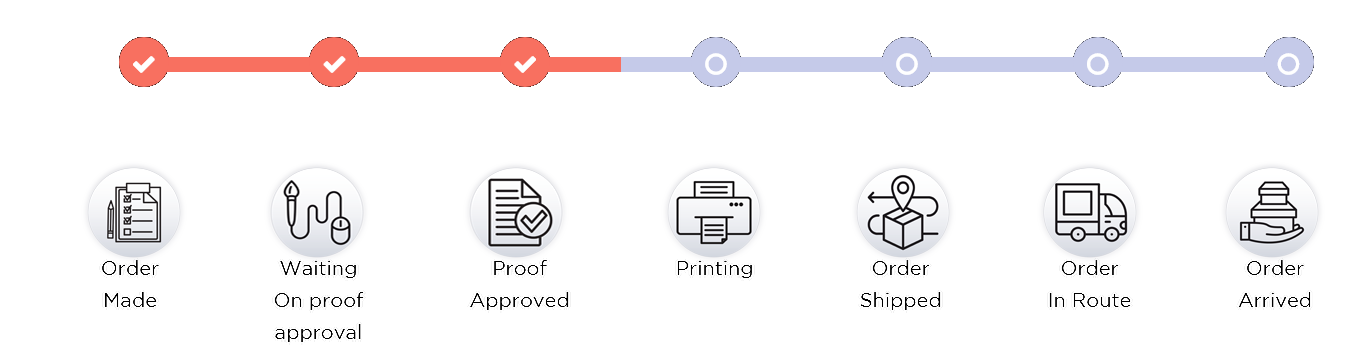 Order
Made
Waiting
On proof
approval
Proof
Approved
Printing
Order
Shipped
Order
In Route
Order
Arrived